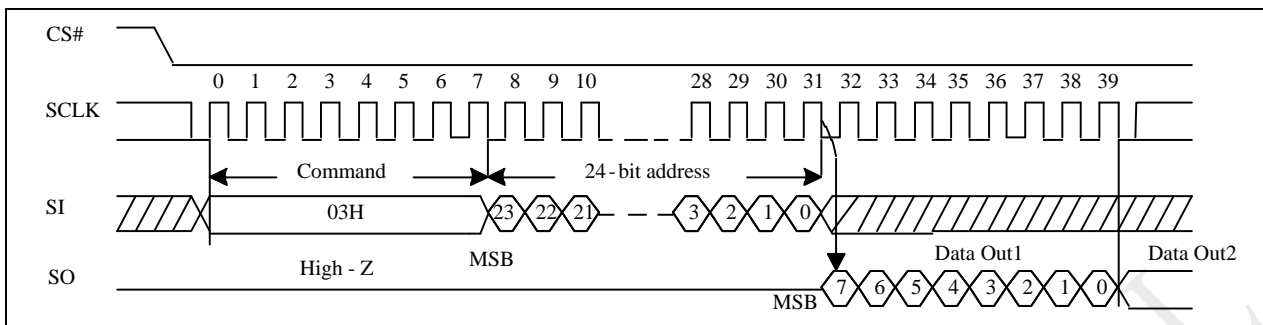 CS#
0 1 2 3 4 5 6 7 8 9 10 28 29 30 31 32 33 34 35 36 37 38 39
SCLK
Command 24-bit address
SI 03H 23 22 21 3 2 1 0
High - Z MSB Data Out1 Data Out2
SO MSB 7 6 5 4 3 2 1 0